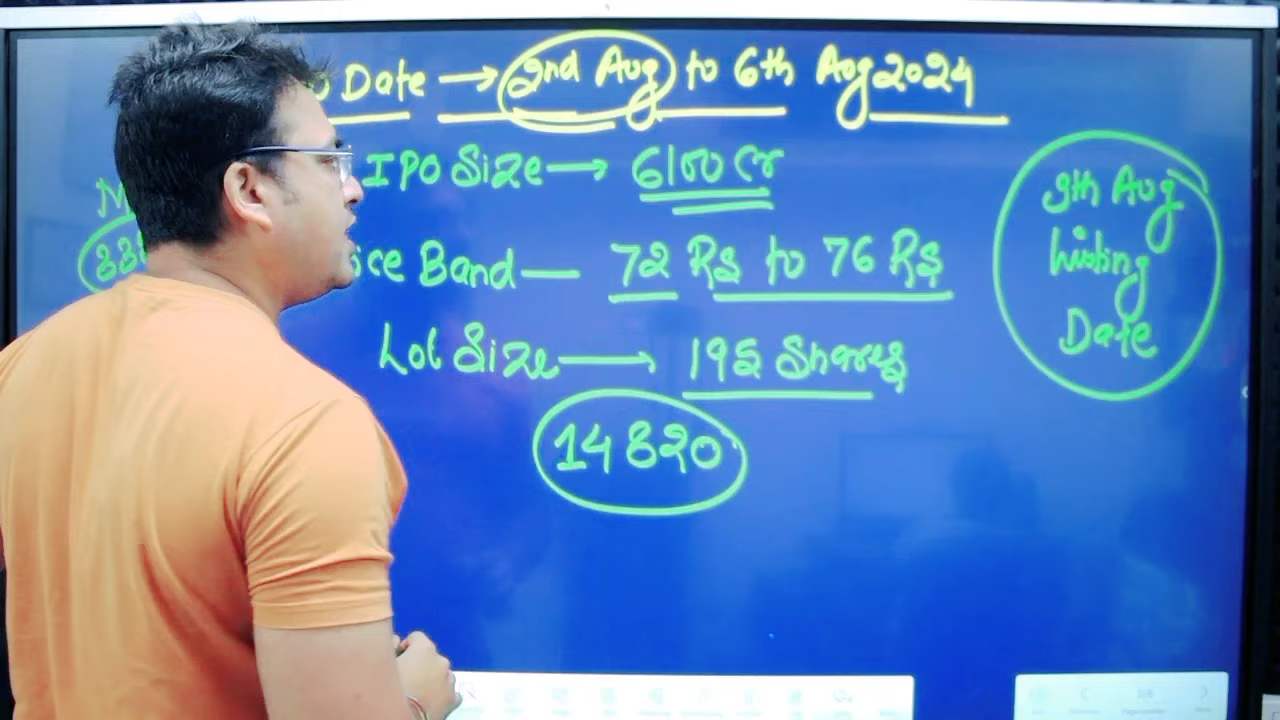 Date → 2nd Aug to 6th Aug 2024
IPO Size → 6100 Cr
ice Band — 72 Rs to 76 Rs
Lot Size → 195 Shares
14820
9th Aug
Listing
Date